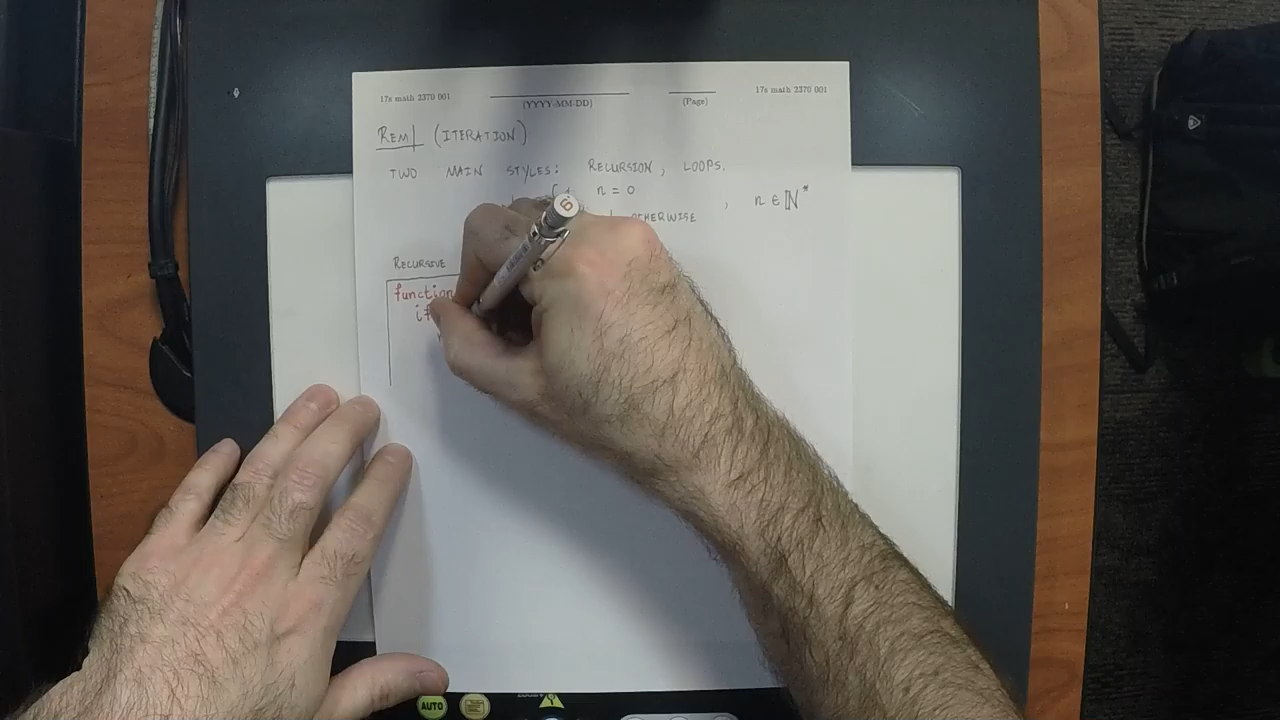 17s math 2370 001
(YYYY-MM-DD)
(Page)
17s math 2370 001
REM (ITERATION)
TWO MAIN STYLES: RECURSION, LOOPS.
n = 0
OTHERWISE , n ∈ ℕ*
RECURSIVE
function
if
AUTO